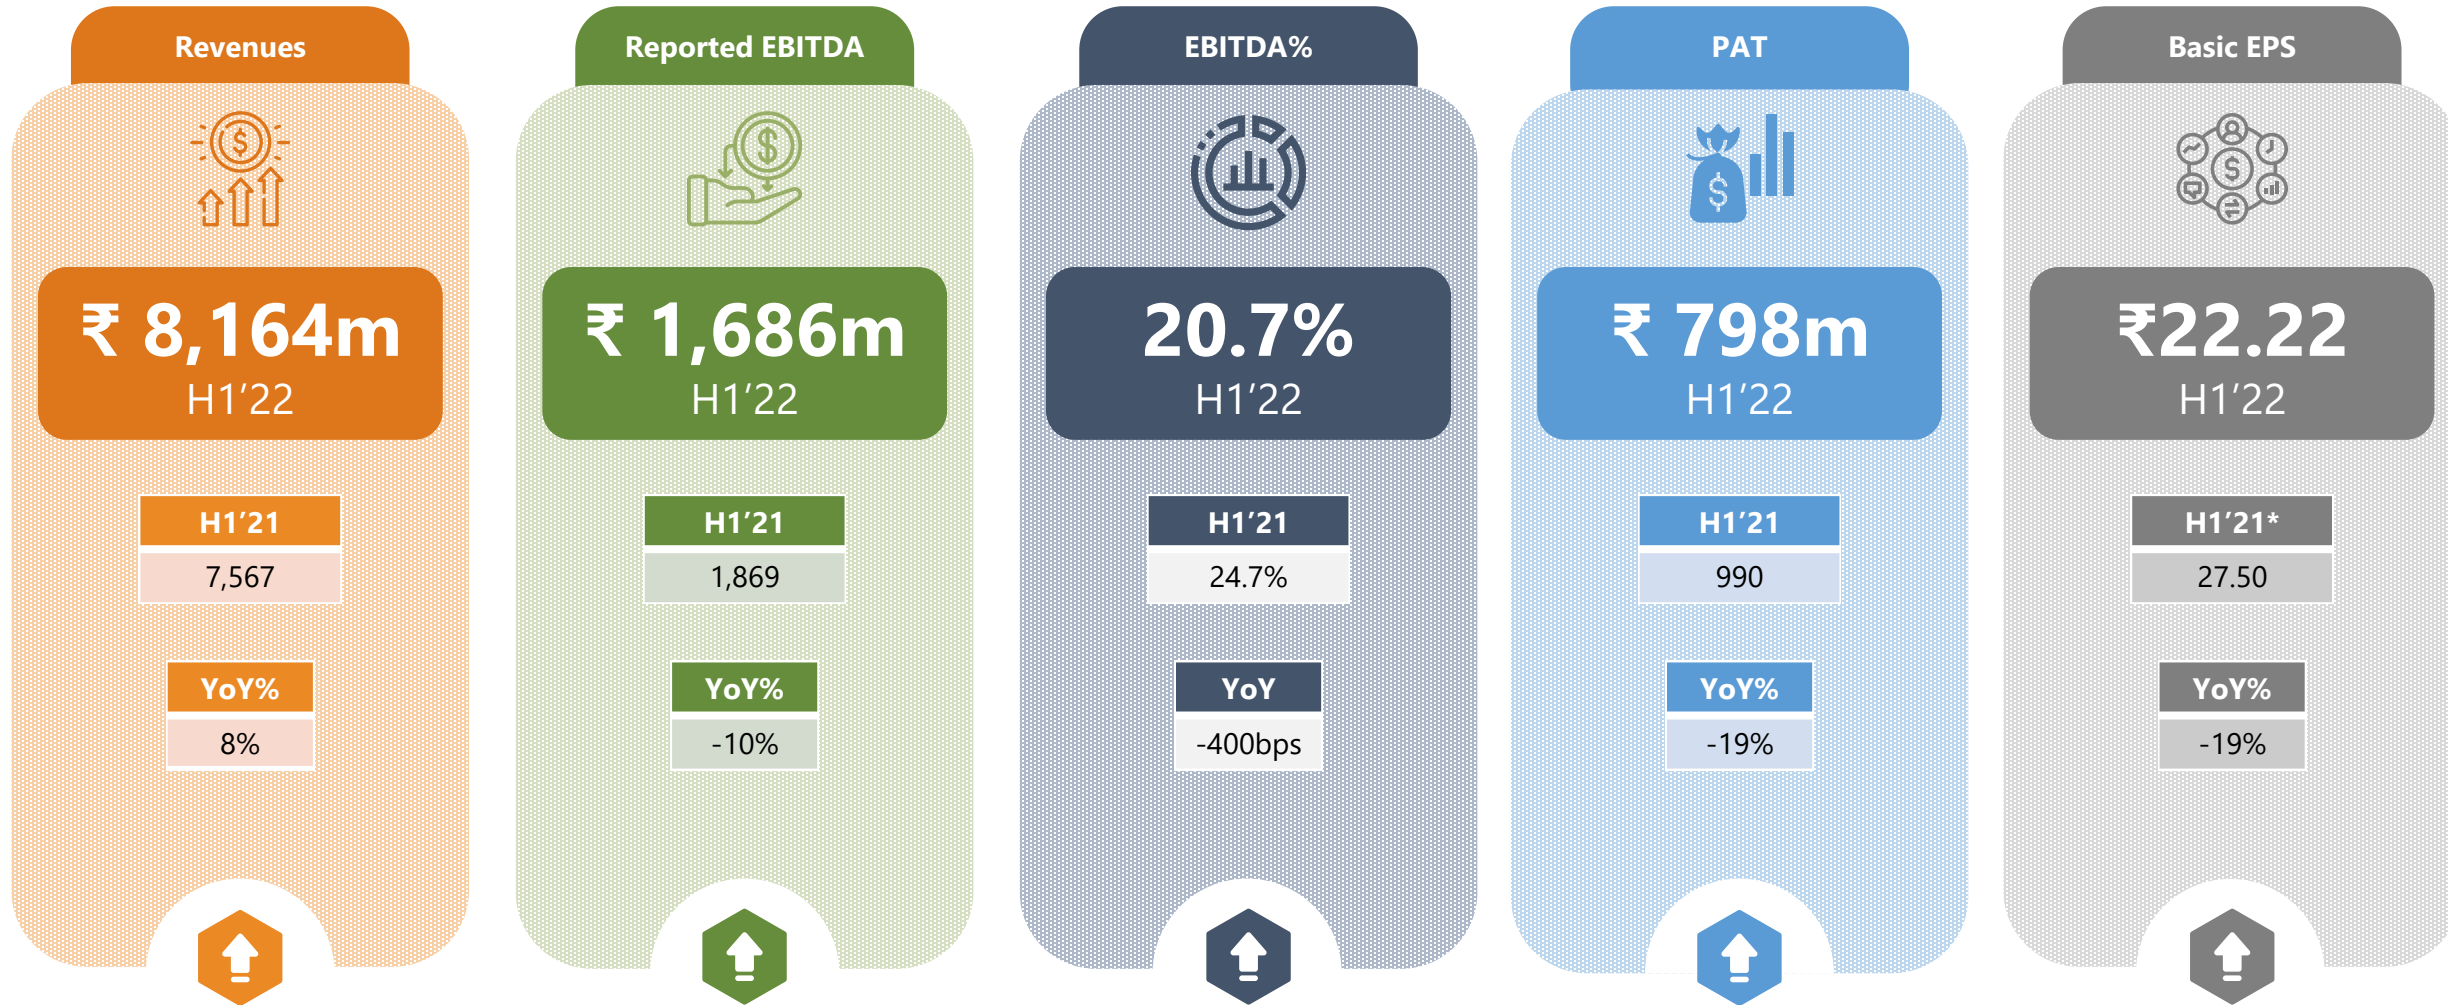 Revenues
₹ 8,164m
H1’22
H1’21
7,567
YoY%
8%
Reported EBITDA
₹ 1,686m
H1’22
H1’21
1,869
YoY%
-10%
EBITDA%
20.7%
H1’22
H1’21
24.7%
YoY
-400bps
PAT
₹ 798m
H1’22
H1’21
990
YoY%
-19%
Basic EPS
₹22.22
H1’22
H1’21*
27.50
YoY%
-19%